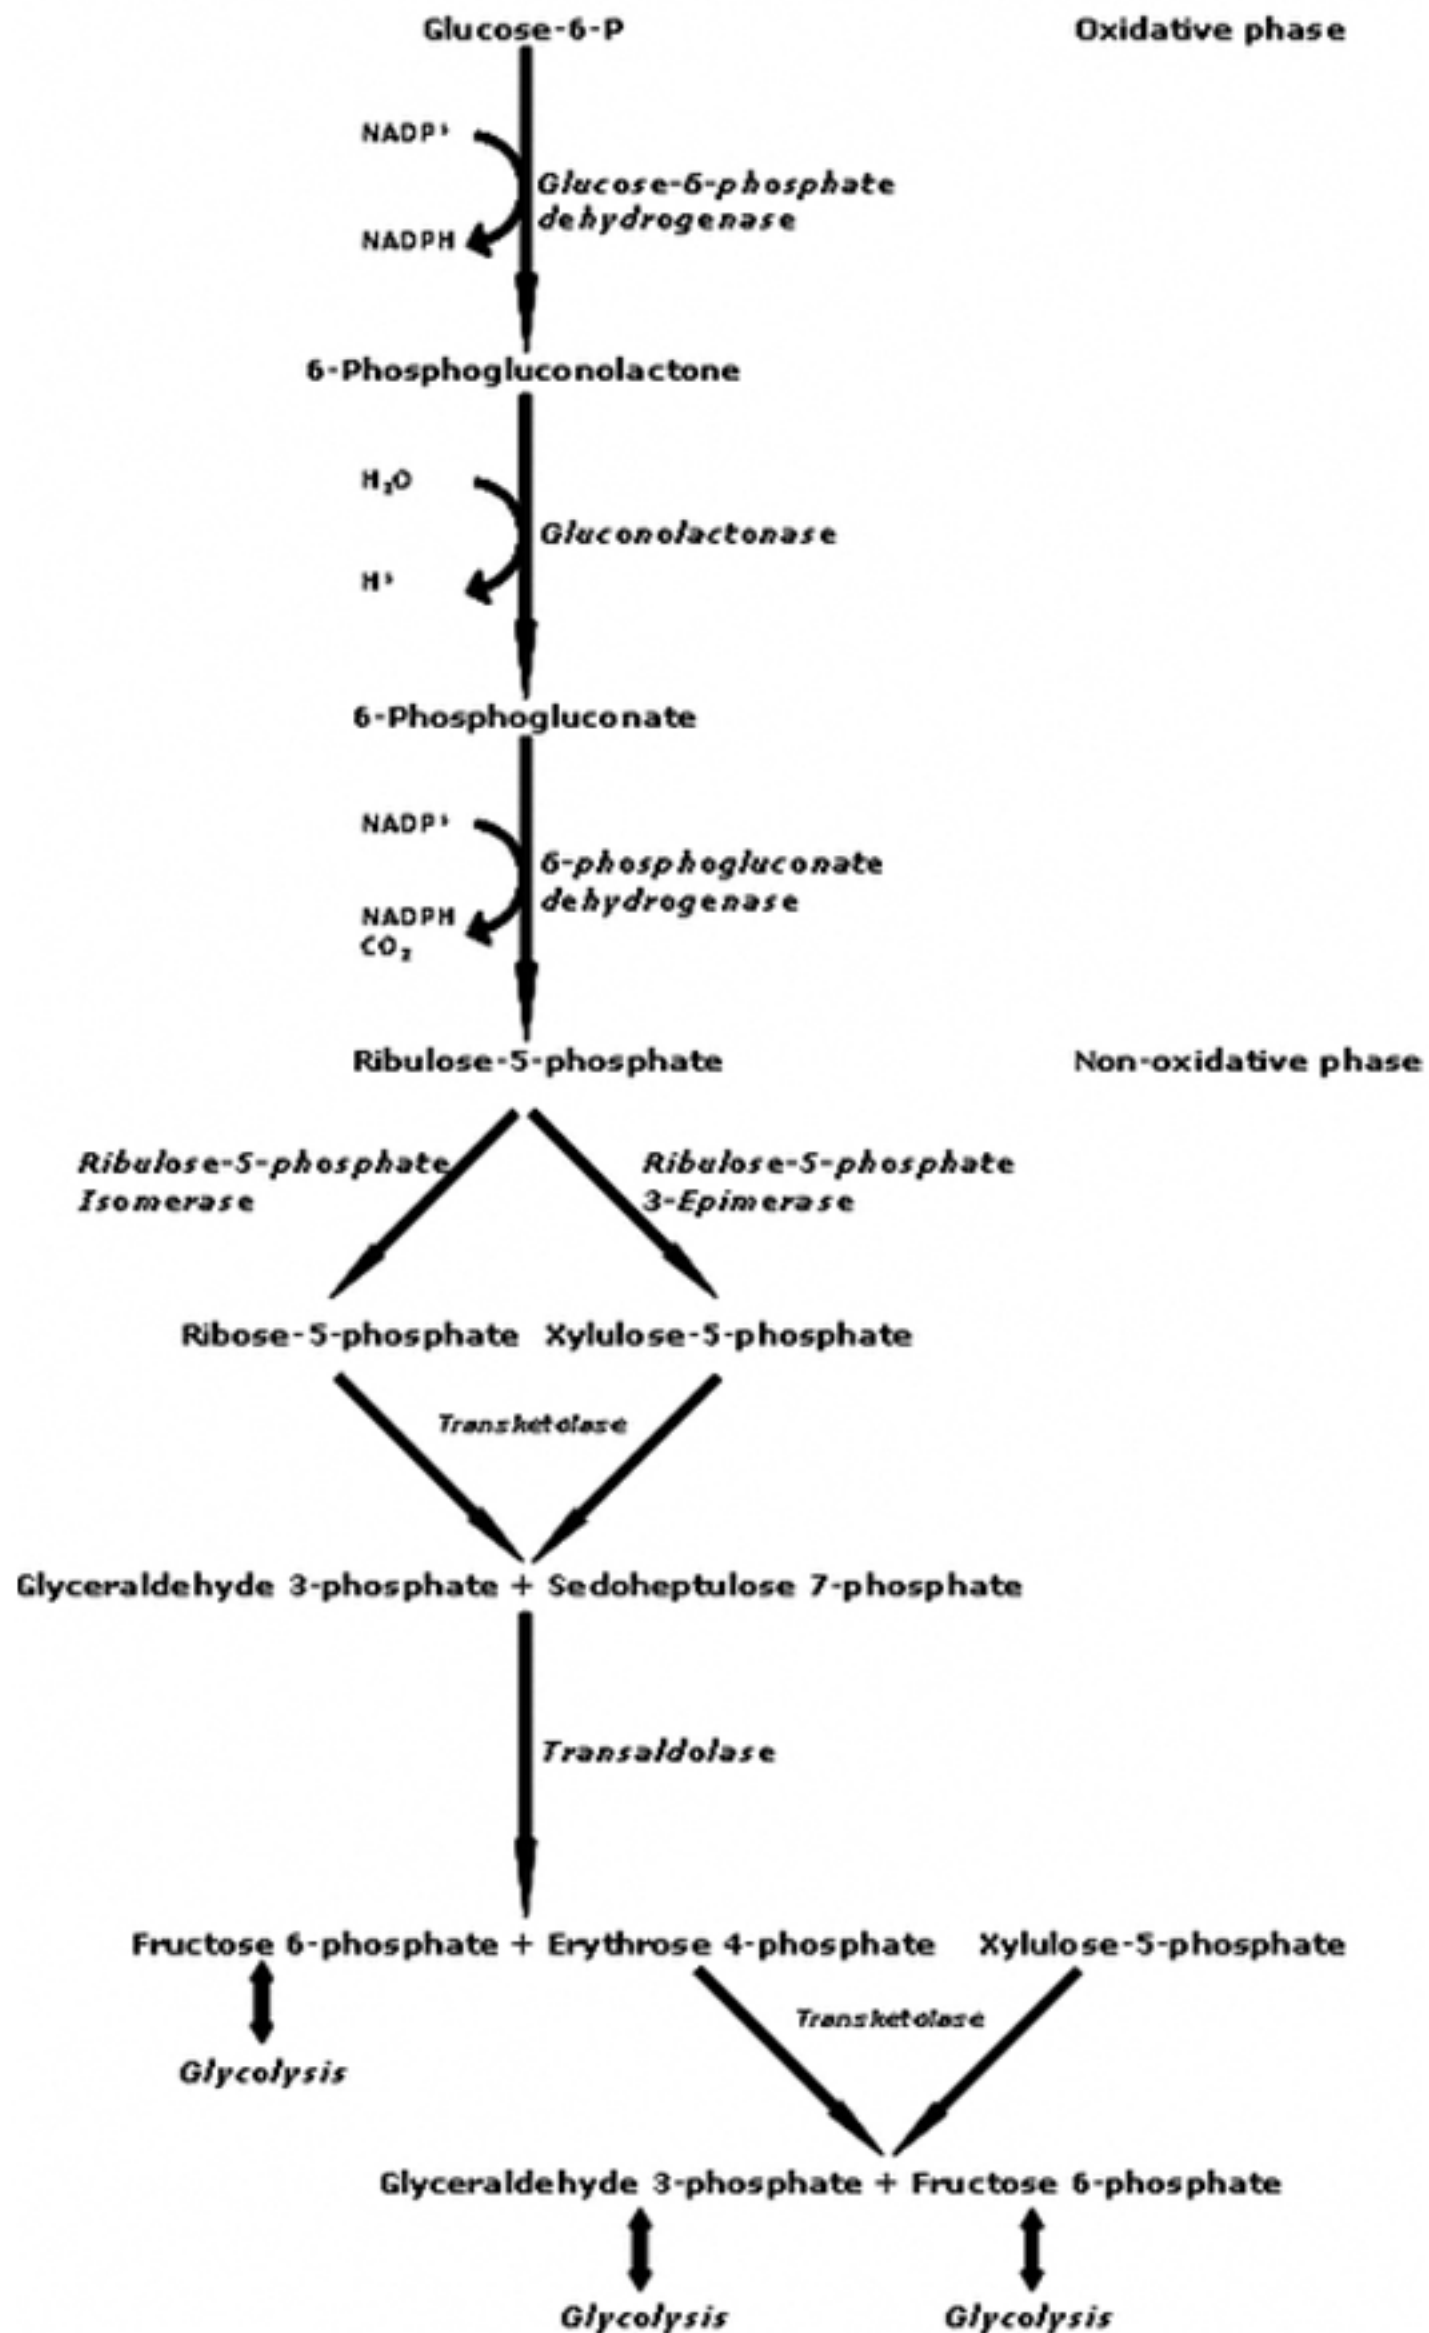 Glucose-6-P
Oxidative phase
NADP⁺
Glucose-6-phosphate
dehydrogenase
NADPH
6-Phosphogluconolactone
H₂O
Gluconolactonase
H⁺
6-Phosphogluconate
NADP⁺
6-phosphogluconate
dehydrogenase
NADPH
CO₂
Ribulose-5-phosphate
Non-oxidative phase
Ribulose-5-phosphate
Isomerase
Ribulose-5-phosphate
3-Epimerase
Ribose-5-phosphate Xylulose-5-phosphate
Transketolase
Glyceraldehyde 3-phosphate + Sedoheptulose 7-phosphate
Transaldolase
Fructose 6-phosphate + Erythrose 4-phosphate Xylulose-5-phosphate
Transketolase
Glycolysis
Glyceraldehyde 3-phosphate + Fructose 6-phosphate
Glycolysis
Glycolysis